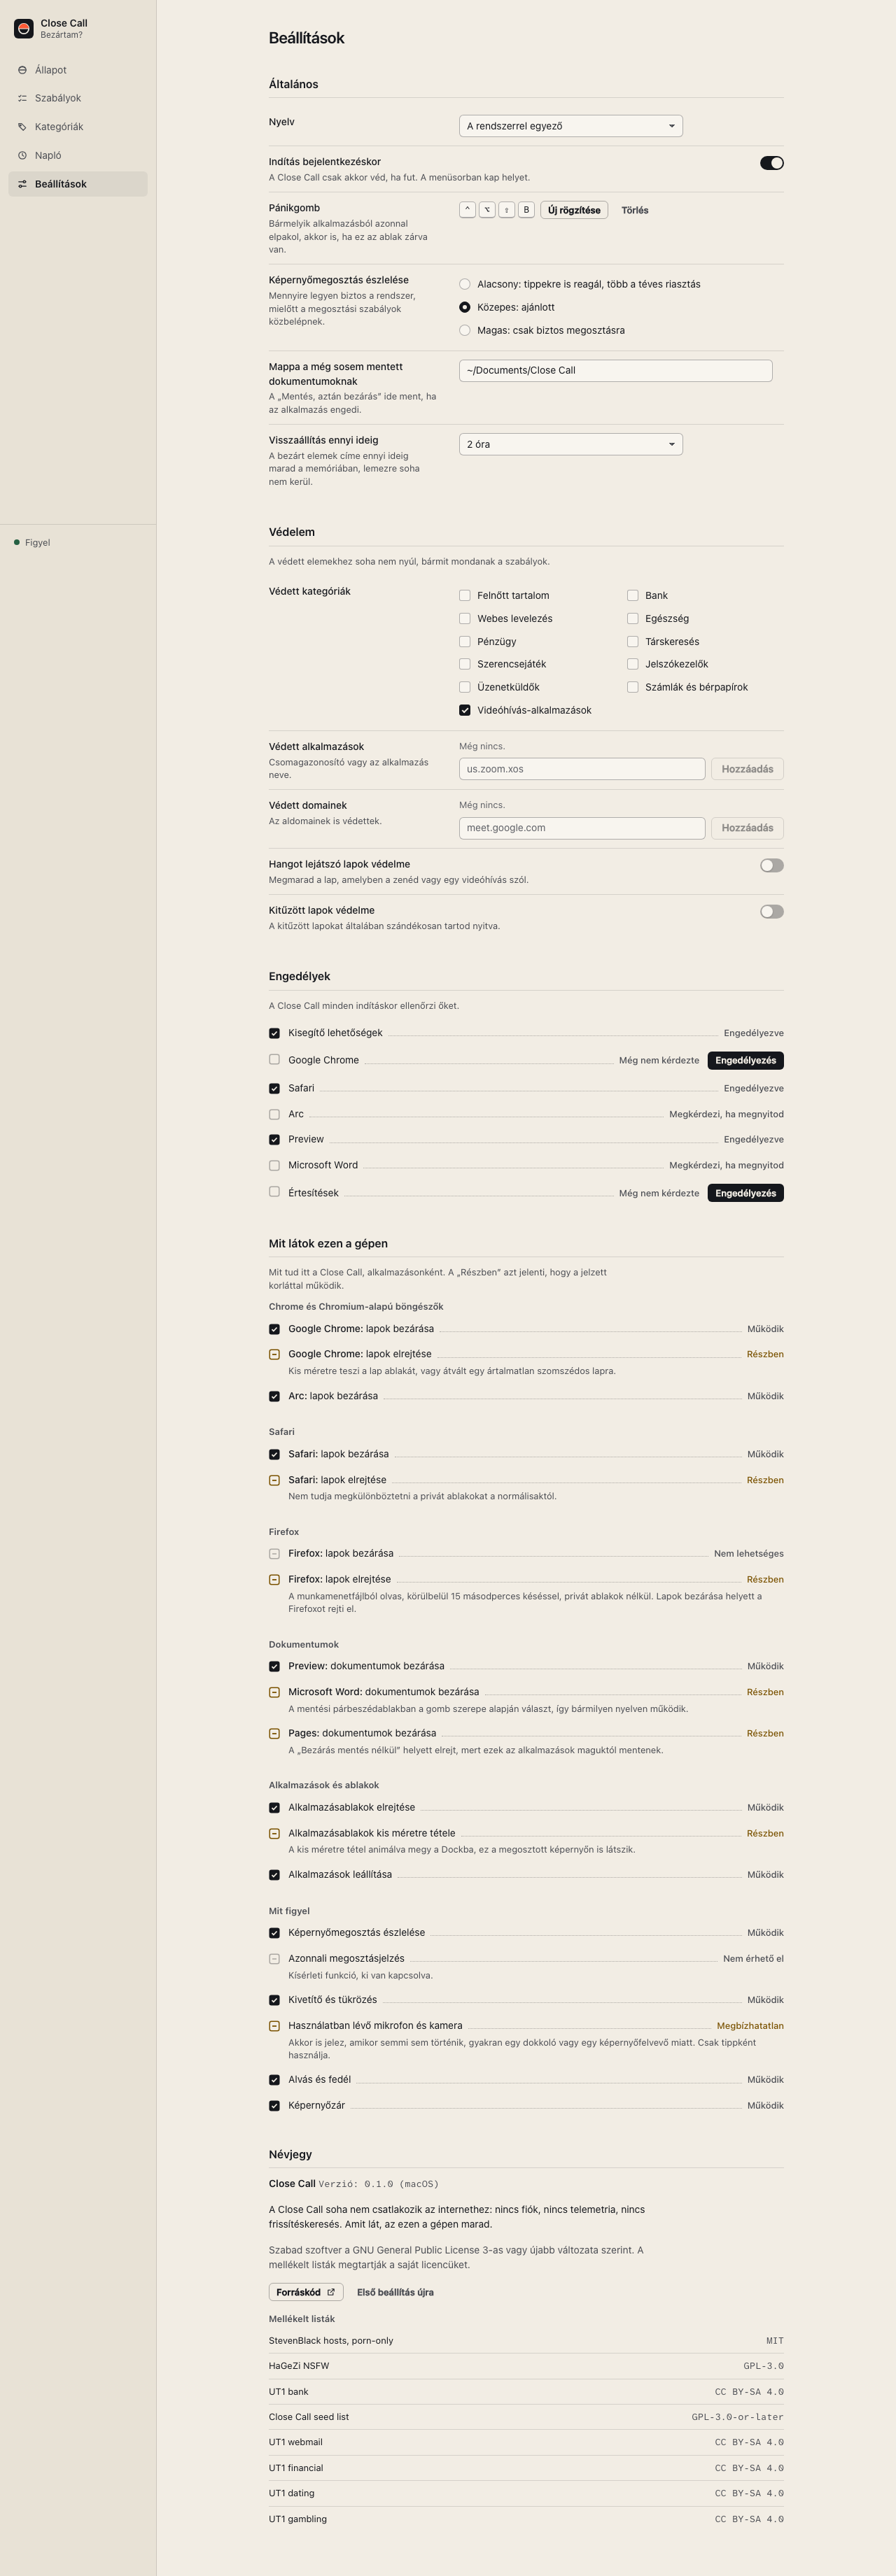 Close Call
Bezártam?
Állapot
Szabályok
Kategóriák
Napló
Beállítások
Figyel
Beállítások
Általános
Nyelv
A rendszerrel egyező
Indítás bejelentkezéskor
A Close Call csak akkor véd, ha fut. A menüsorban kap helyet.
Pánikgomb
Bármelyik alkalmazásból azonnal
elpakol, akkor is, ha ez az ablak zárva
van.
⌃ ⌥ ⇧ B Új rögzítése Törlés
Képernyőmegosztás észlelése
Mennyire legyen biztos a rendszer,
mielőtt a megosztási szabályok
közbelépnek.
Alacsony: tippekre is reagál, több a téves riasztás
Közepes: ajánlott
Magas: csak biztos megosztásra
Mappa a még sosem mentett
dokumentumoknak
A „Mentés, aztán bezárás” ide ment, ha
az alkalmazás engedi.
~/Documents/Close Call
Visszaállítás ennyi ideig
A bezárt elemek címe ennyi ideig
marad a memóriában, lemezre soha
nem kerül.
2 óra
Védelem
A védett elemekhez soha nem nyúl, bármit mondanak a szabályok.
Védett kategóriák
Felnőtt tartalom Bank
Webes levelezés Egészség
Pénzügy Társkeresés
Szerencsejáték Jelszókezelők
Üzenetküldők Számlák és bérpapírok
Videóhívás-alkalmazások
Védett alkalmazások
Csomagazonosító vagy az alkalmazás
neve.
Még nincs.
us.zoom.xos Hozzáadás
Védett domainek
Az aldomainek is védettek.
Még nincs.
meet.google.com Hozzáadás
Hangot lejátszó lapok védelme
Megmarad a lap, amelyben a zenéd vagy egy videóhívás szól.
Kitűzött lapok védelme
A kitűzött lapokat általában szándékosan tartod nyitva.
Engedélyek
A Close Call minden indításkor ellenőrzi őket.
Kisegítő lehetőségek Engedélyezve
Google Chrome Még nem kérdezte Engedélyezés
Safari Engedélyezve
Arc Megkérdezi, ha megnyitod
Preview Engedélyezve
Microsoft Word Megkérdezi, ha megnyitod
Értesítések Még nem kérdezte Engedélyezés
Mit látok ezen a gépen
Mit tud itt a Close Call, alkalmazásonként. A „Részben” azt jelenti, hogy a jelzett
korláttal működik.
Chrome és Chromium-alapú böngészők
Google Chrome: lapok bezárása Működik
Google Chrome: lapok elrejtése Részben
Kis méretre teszi a lap ablakát, vagy átvált egy ártalmatlan szomszédos lapra.
Arc: lapok bezárása Működik
Safari
Safari: lapok bezárása Működik
Safari: lapok elrejtése Részben
Nem tudja megkülönböztetni a privát ablakokat a normálisaktól.
Firefox
Firefox: lapok bezárása Nem lehetséges
Firefox: lapok elrejtése Részben
A munkamenetfájlból olvas, körülbelül 15 másodperces késéssel, privát ablakok nélkül. Lapok bezárása helyett a
Firefoxot rejti el.
Dokumentumok
Preview: dokumentumok bezárása Működik
Microsoft Word: dokumentumok bezárása Részben
A mentési párbeszédablakban a gomb szerepe alapján választ, így bármilyen nyelven működik.
Pages: dokumentumok bezárása Részben
A „Bezárás mentés nélkül” helyett elrejt, mert ezek az alkalmazások maguktól mentenek.
Alkalmazások és ablakok
Alkalmazásablakok elrejtése Működik
Alkalmazásablakok kis méretre tétele Részben
A kis méretre tétel animálva megy a Dockba, ez a megosztott képernyőn is látszik.
Alkalmazások leállítása Működik
Mit figyel
Képernyőmegosztás észlelése Működik
Azonnali megosztásjelzés Nem érhető el
Kísérleti funkció, ki van kapcsolva.
Kivetítő és tükrözés Működik
Használatban lévő mikrofon és kamera Megbízhatatlan
Akkor is jelez, amikor semmi sem történik, gyakran egy dokkoló vagy egy képernyőfelvevő miatt. Csak tippként
használja.
Alvás és fedél Működik
Képernyőzár Működik
Névjegy
Close Call Verzió: 0.1.0 (macOS)
A Close Call soha nem csatlakozik az internethez: nincs fiók, nincs telemetria, nincs
frissítéskeresés. Amit lát, az ezen a gépen marad.
Szabad szoftver a GNU General Public License 3-as vagy újabb változata szerint. A
mellékelt listák megtartják a saját licencüket.
Forráskód Első beállítás újra
Mellékelt listák
StevenBlack hosts, porn-only MIT
HaGeZi NSFW GPL-3.0
UT1 bank CC BY-SA 4.0
Close Call seed list GPL-3.0-or-later
UT1 webmail CC BY-SA 4.0
UT1 financial CC BY-SA 4.0
UT1 dating CC BY-SA 4.0
UT1 gambling CC BY-SA 4.0